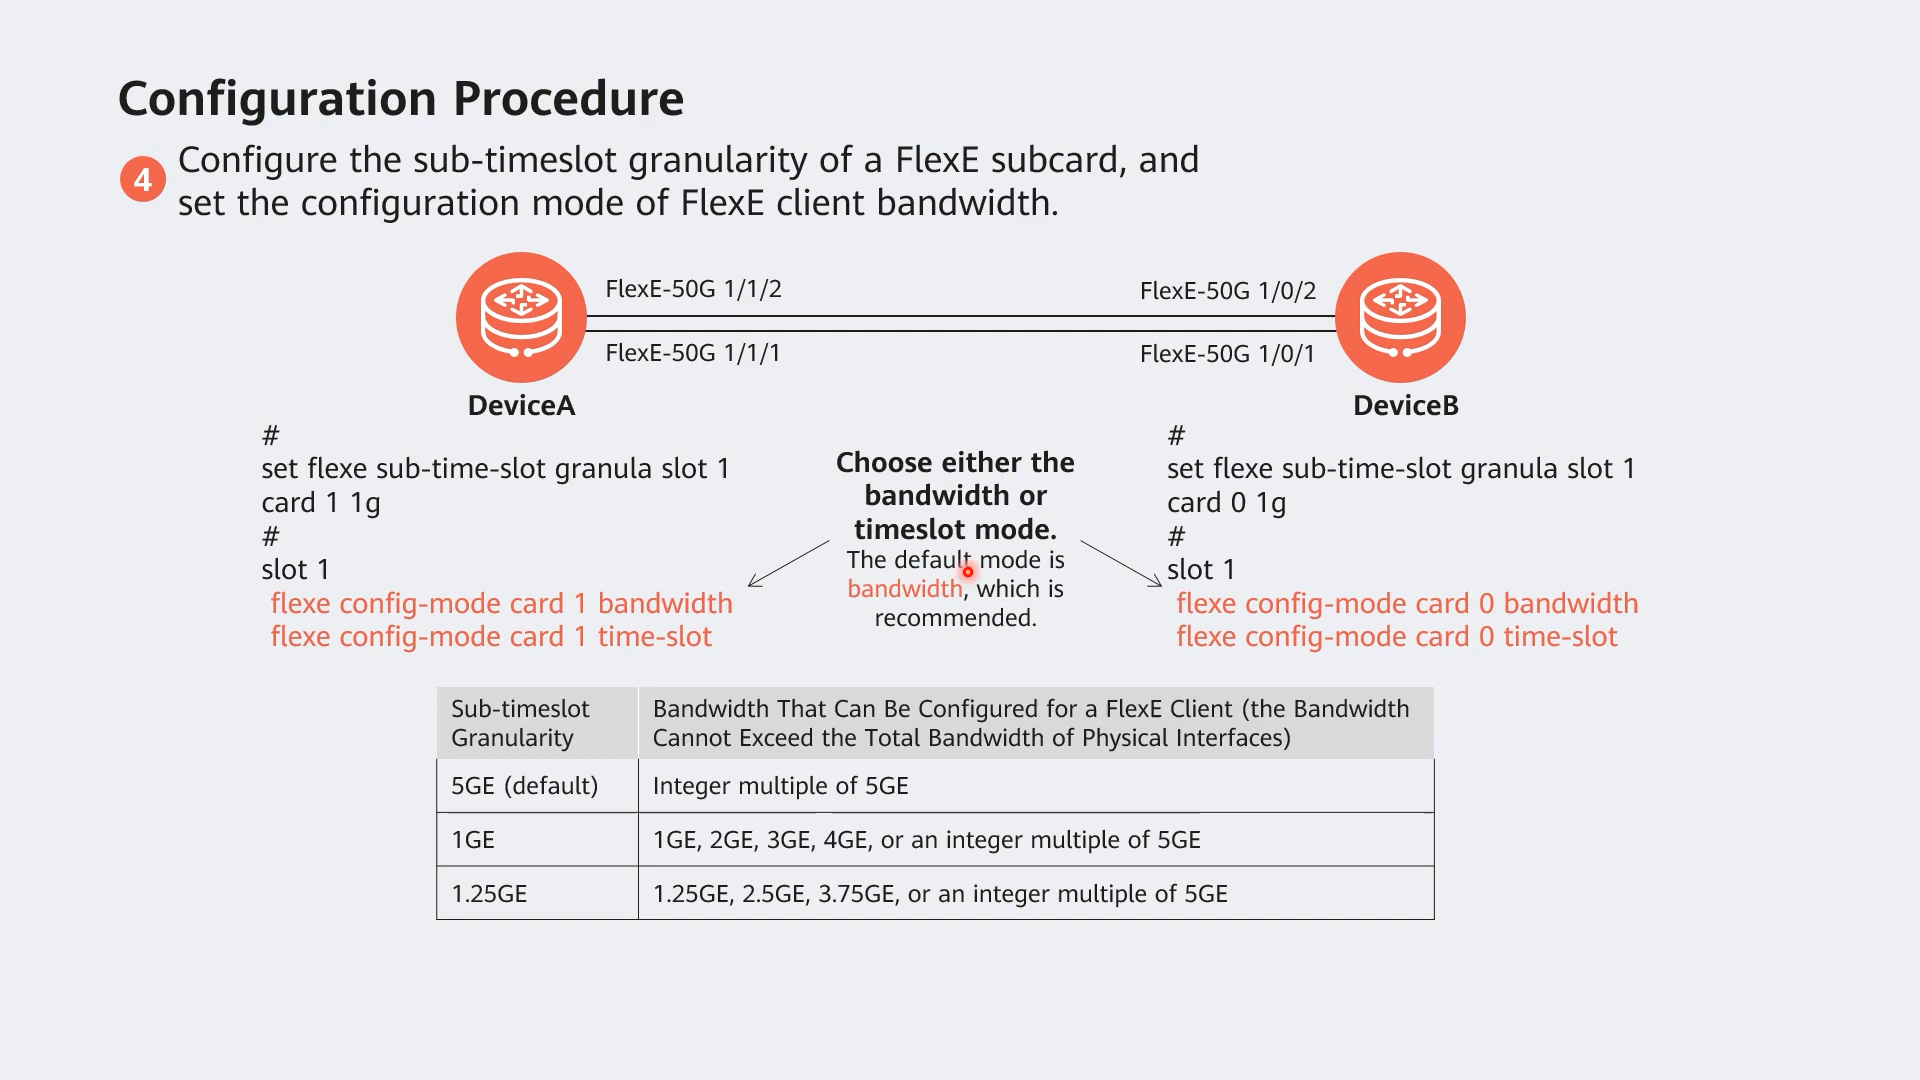 Configuration Procedure
4
Configure the sub-timeslot granularity of a FlexE subcard, and
set the configuration mode of FlexE client bandwidth.
FlexE-50G 1/1/2
FlexE-50G 1/0/2
FlexE-50G 1/1/1
FlexE-50G 1/0/1
DeviceA
DeviceB
#
set flexe sub-time-slot granula slot 1
card 1 1g
#
slot 1
flexe config-mode card 1 bandwidth
flexe config-mode card 1 time-slot
Choose either the
bandwidth or
timeslot mode.
The default mode is
bandwidth, which is
recommended.
#
set flexe sub-time-slot granula slot 1
card 0 1g
#
slot 1
flexe config-mode card 0 bandwidth
flexe config-mode card 0 time-slot
Sub-timeslot
Granularity
Bandwidth That Can Be Configured for a FlexE Client (the Bandwidth
Cannot Exceed the Total Bandwidth of Physical Interfaces)
5GE (default)
Integer multiple of 5GE
1GE
1GE, 2GE, 3GE, 4GE, or an integer multiple of 5GE
1.25GE
1.25GE, 2.5GE, 3.75GE, or an integer multiple of 5GE